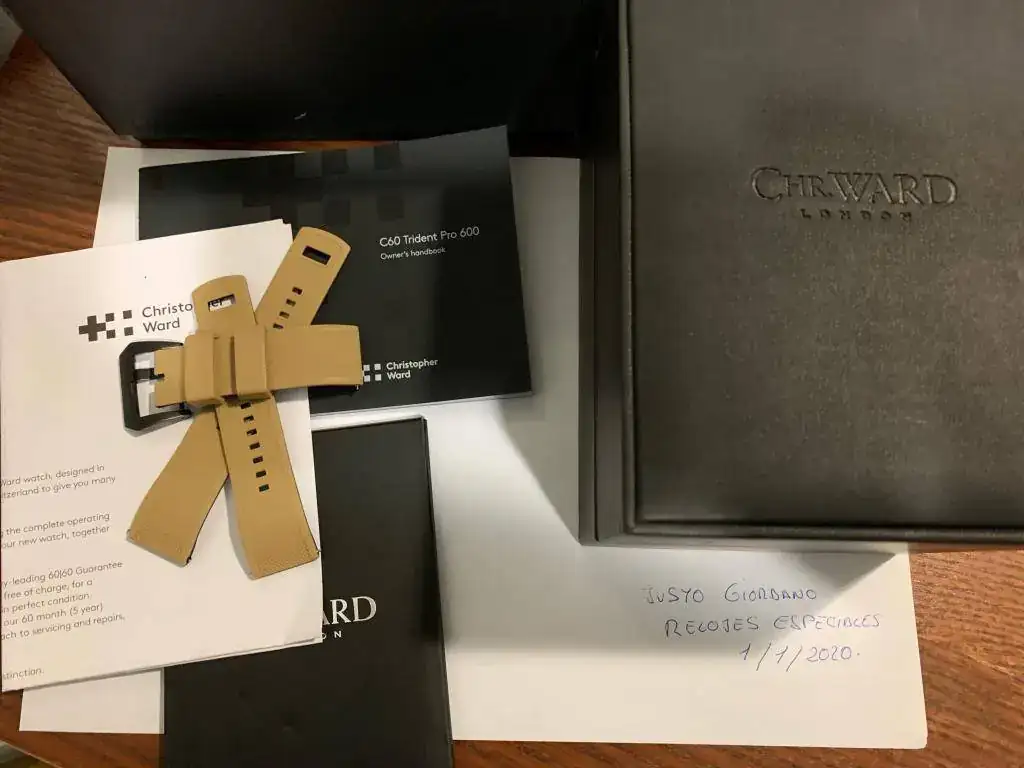 CHR.WARD
LONDON
C60 Trident Pro 600
Owner's handbook
Christopher
Ward
Christopher
Ward
Ward watch, designed in
itzerland to give you many
g the complete operating
our new watch, together
y-leading 60|60 Guarantee
free of charge, for a
in perfect condition.
our 60 month (5 year)
ach to servicing and repairs,
stinction.
ARD
ON
JUSTO GIORDANO
RELOJES ESPECIALES
1/1/2020.